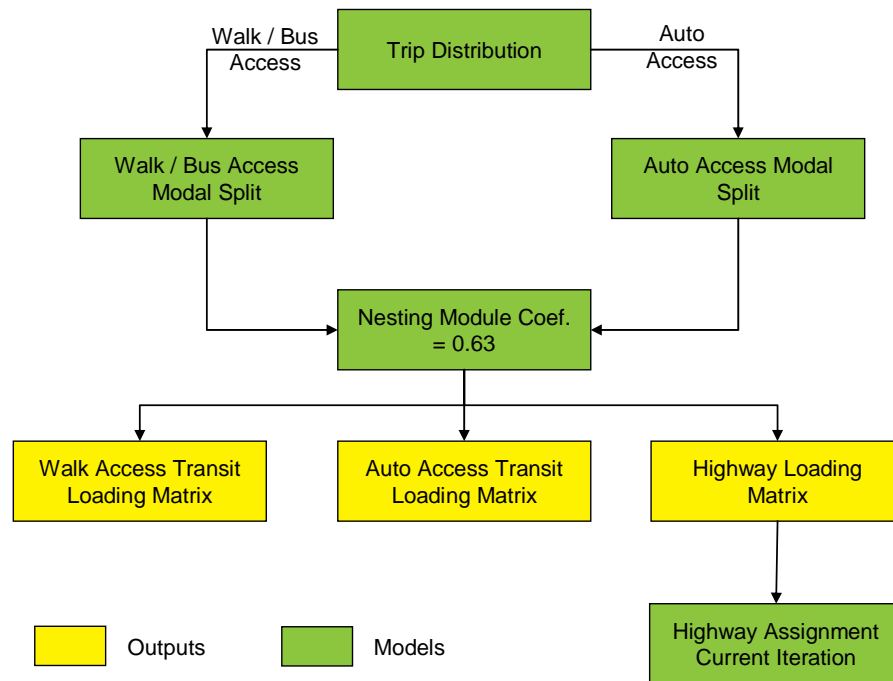 Walk / Bus
Access
Trip Distribution
Auto
Access
Walk / Bus Access
Modal Split
Auto Access Modal
Split
Nesting Module Coef.
= 0.63
Walk Access Transit
Loading Matrix
Auto Access Transit
Loading Matrix
Highway Loading
Matrix
Outputs
Models
Highway Assignment
Current Iteration